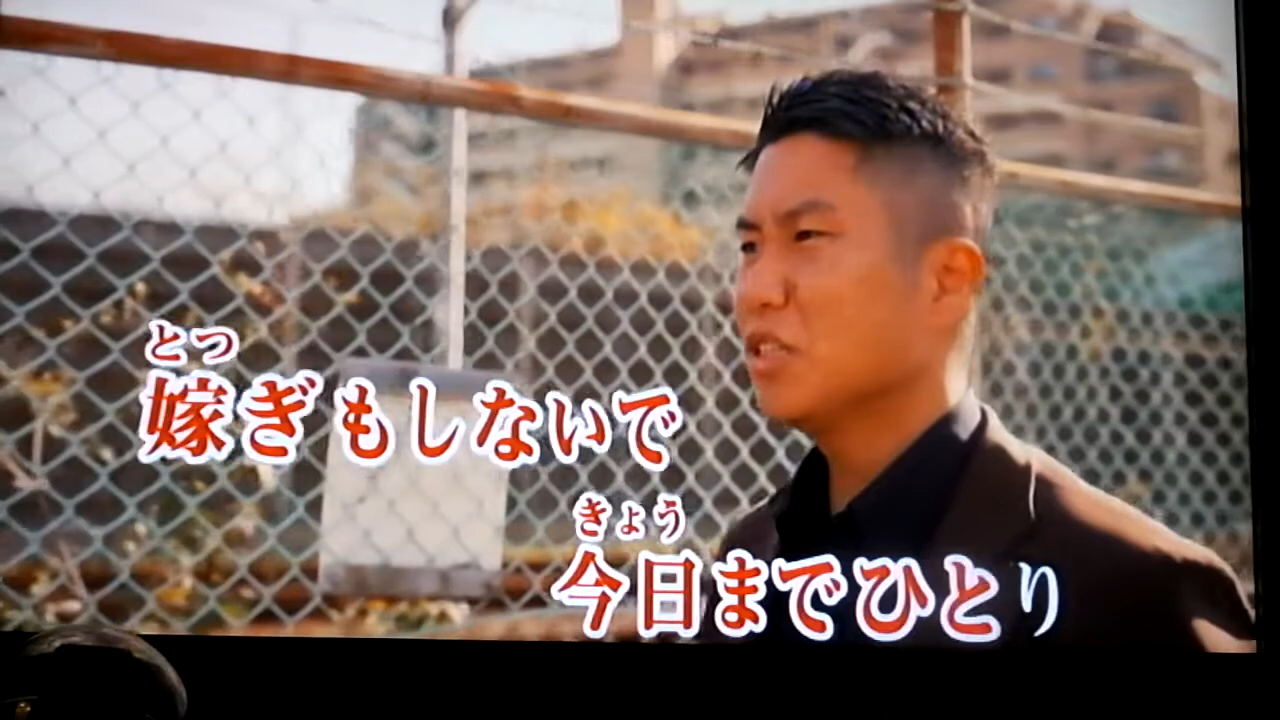 とつ
嫁ぎもしないで
きょう
今日までひとり